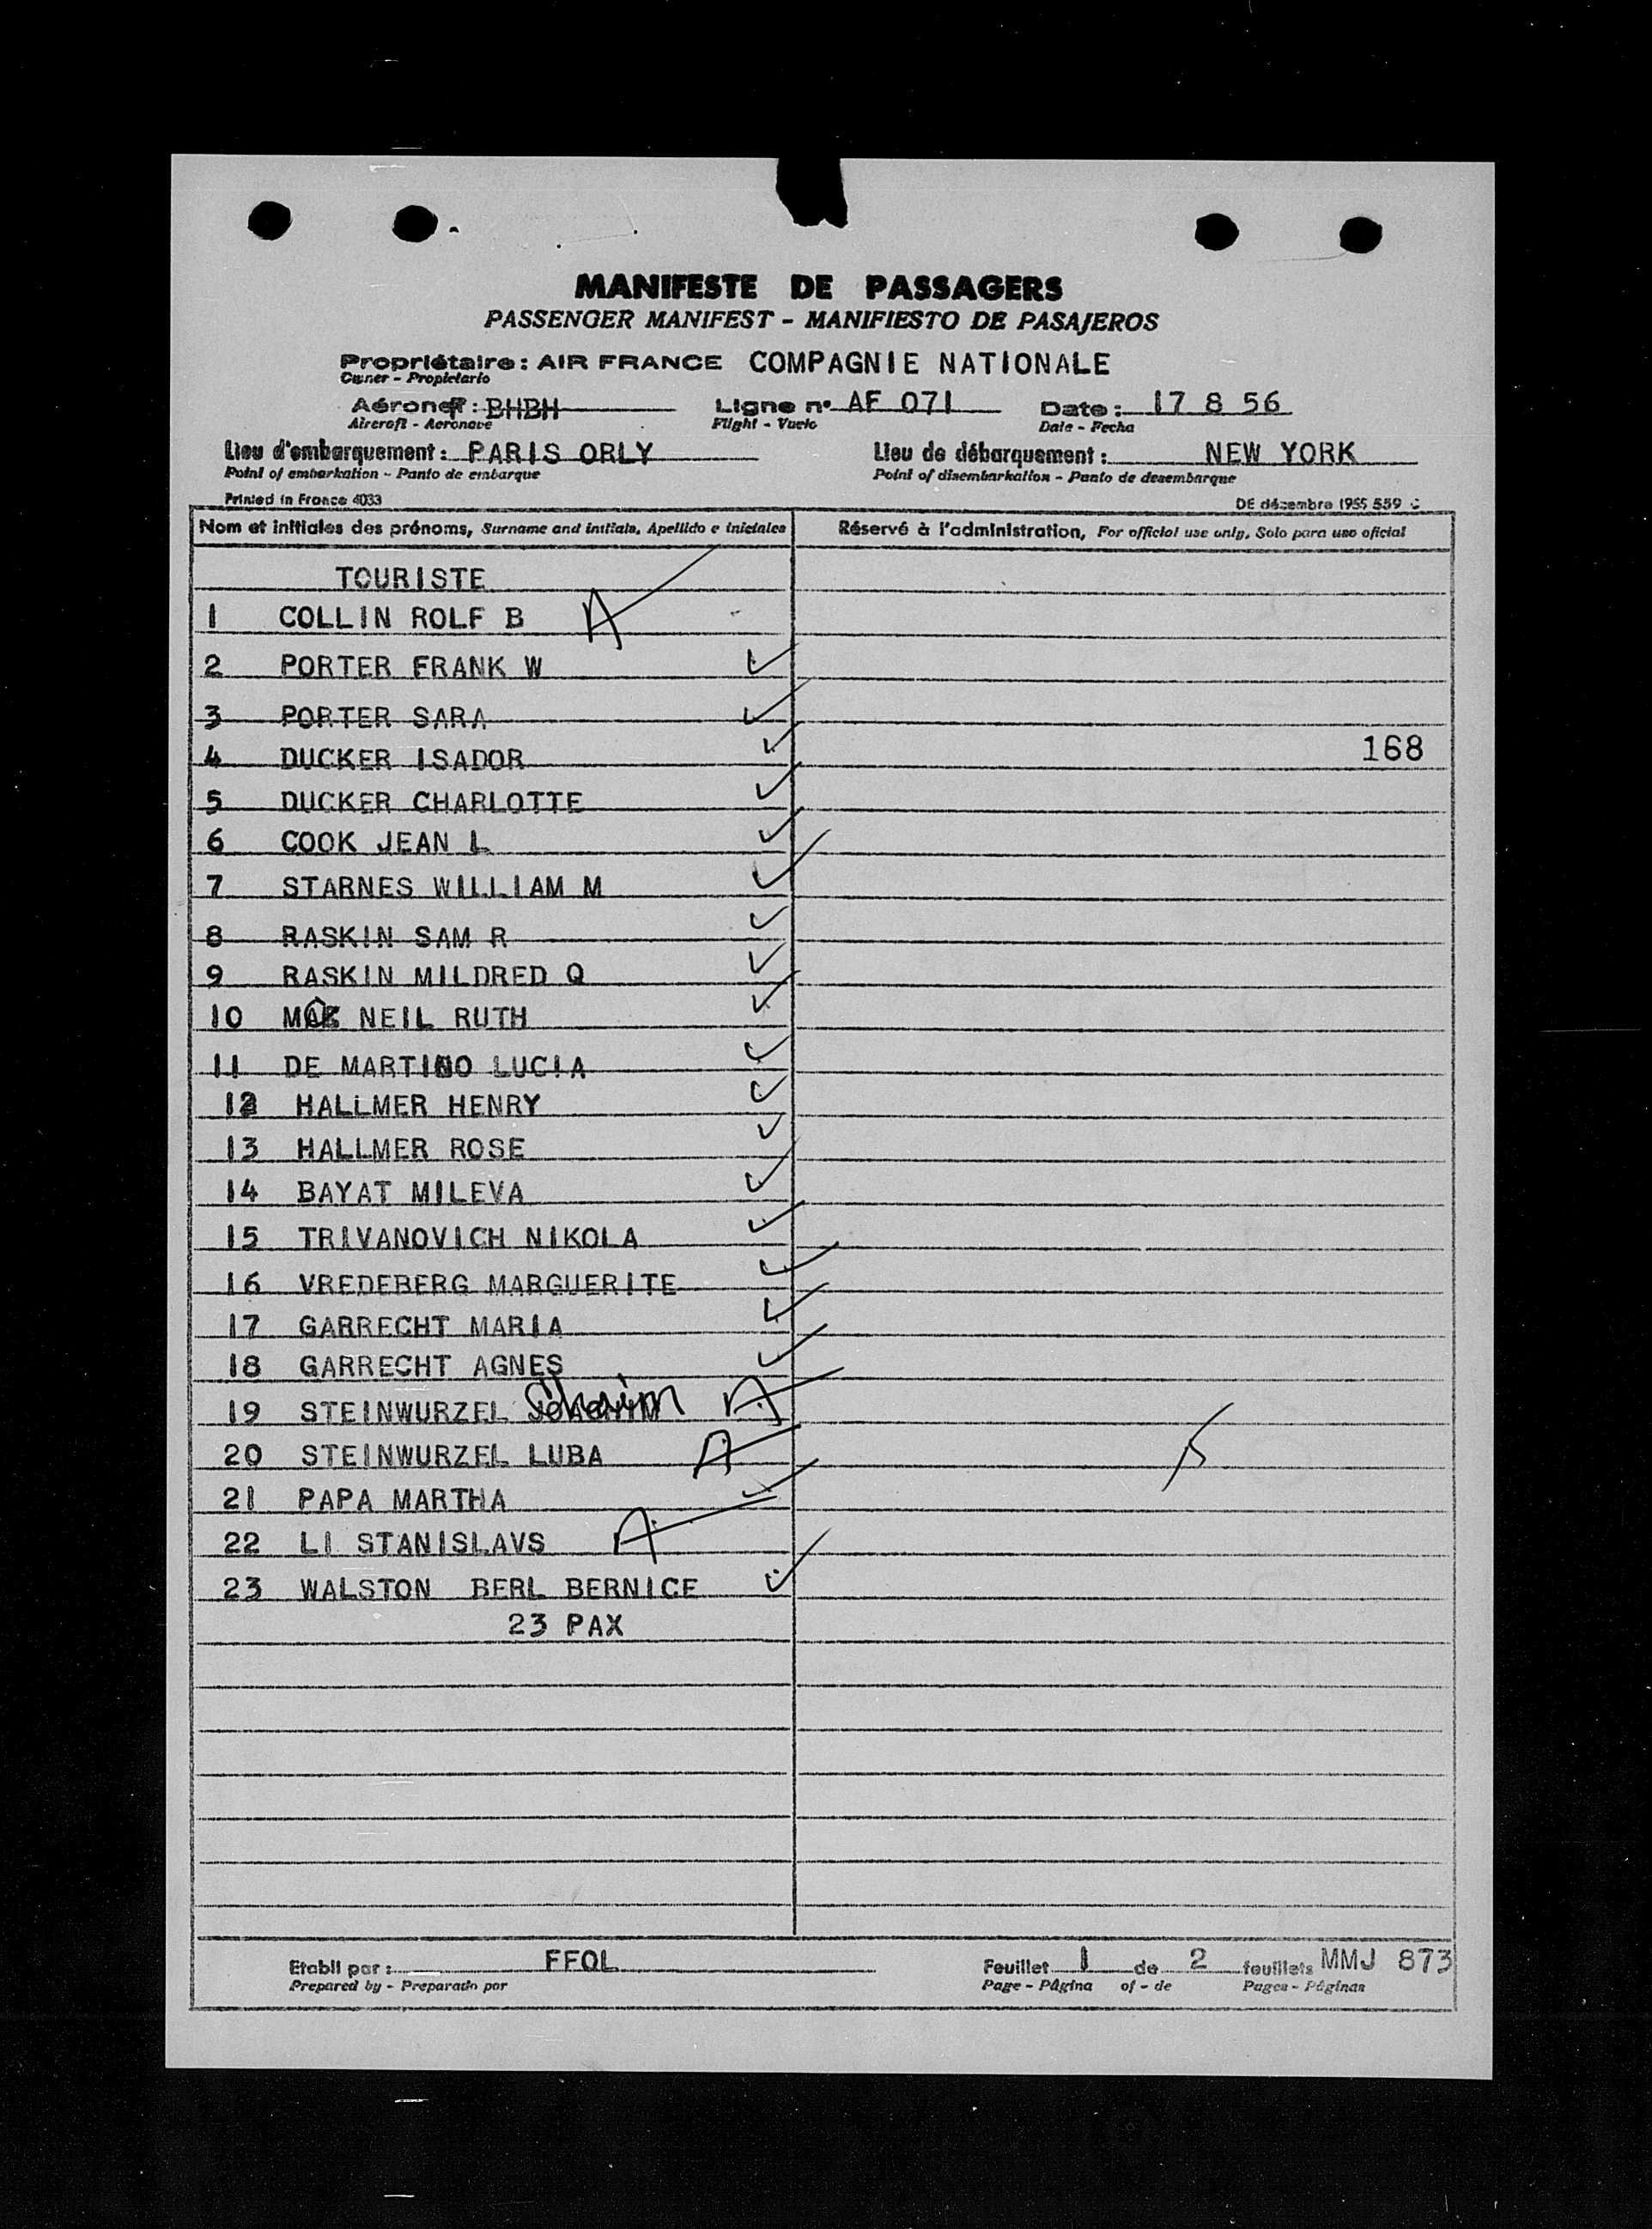 MANIFESTE DE PASSAGERS
PASSENGER MANIFEST - MANIFIESTO DE PASAJEROS
Propriétaire : AIR FRANCE COMPAGNIE NATIONALE
Owner - Propietario
Aéronef : BHBH Ligne n° AF 071 Date : 17 8 56
Aircraft - Aeronave Flight - Vuelo Date - Fecha
Lieu d'embarquement : PARIS ORLY Lieu de débarquement : NEW YORK
Point of embarkation - Punto de embarque Point of disembarkation - Punto de desembarque
Printed in France 4033 DE décembre 1955 559
Nom et initiales des prénoms, Surname and initials, Apellido e iniciales Réservé à l'administration, For official use only, Solo para uso oficial
TOURISTE
1 COLLIN ROLF B A
2 PORTER FRANK W ✓
3 PORTER SARA ✓
4 DUCKER ISADOR ✓ 168
5 DUCKER CHARLOTTE ✓
6 COOK JEAN L ✓
7 STARNES WILLIAM M ✓
8 RASKIN SAM R ✓
9 RASKIN MILDRED Q ✓
10 NEIL RUTH ✓
11 DE MARTINO LUCIA ✓
12 HALLMER HENRY ✓
13 HALLMER ROSE ✓
14 BAYAT MILEVA ✓
15 TRIVANOVICH NIKOLA ✓
16 VREDEBERG MARGUERITE ✓
17 GARRECHT MARIA ✓
18 GARRECHT AGNES ✓
19 STEINWURZEL A
20 STEINWURZEL LUBA A
21 PAPA MARTHA ✓
22 LI STANISLAVS A
23 WALSTON BERL BERNICE ✓
23 PAX
Etabli par : FFOL Feuillet 1 de 2 feuillets MMJ 873
Prepared by - Preparado por Page - Página of - de Pages - Páginas